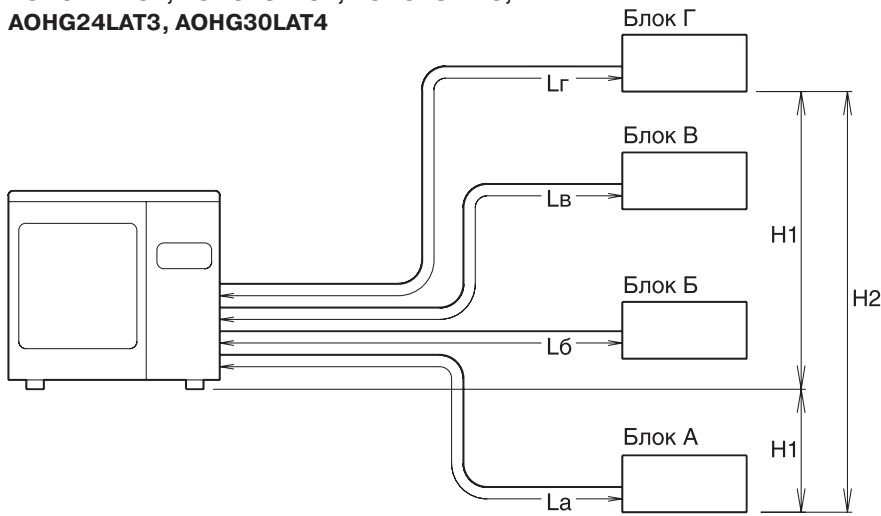 AOHG24LAT3, AOHG30LAT4
Блок Г
Lг
Блок В
Lв
H1
H2
Блок Б
Lб
Блок А
H1
Lа